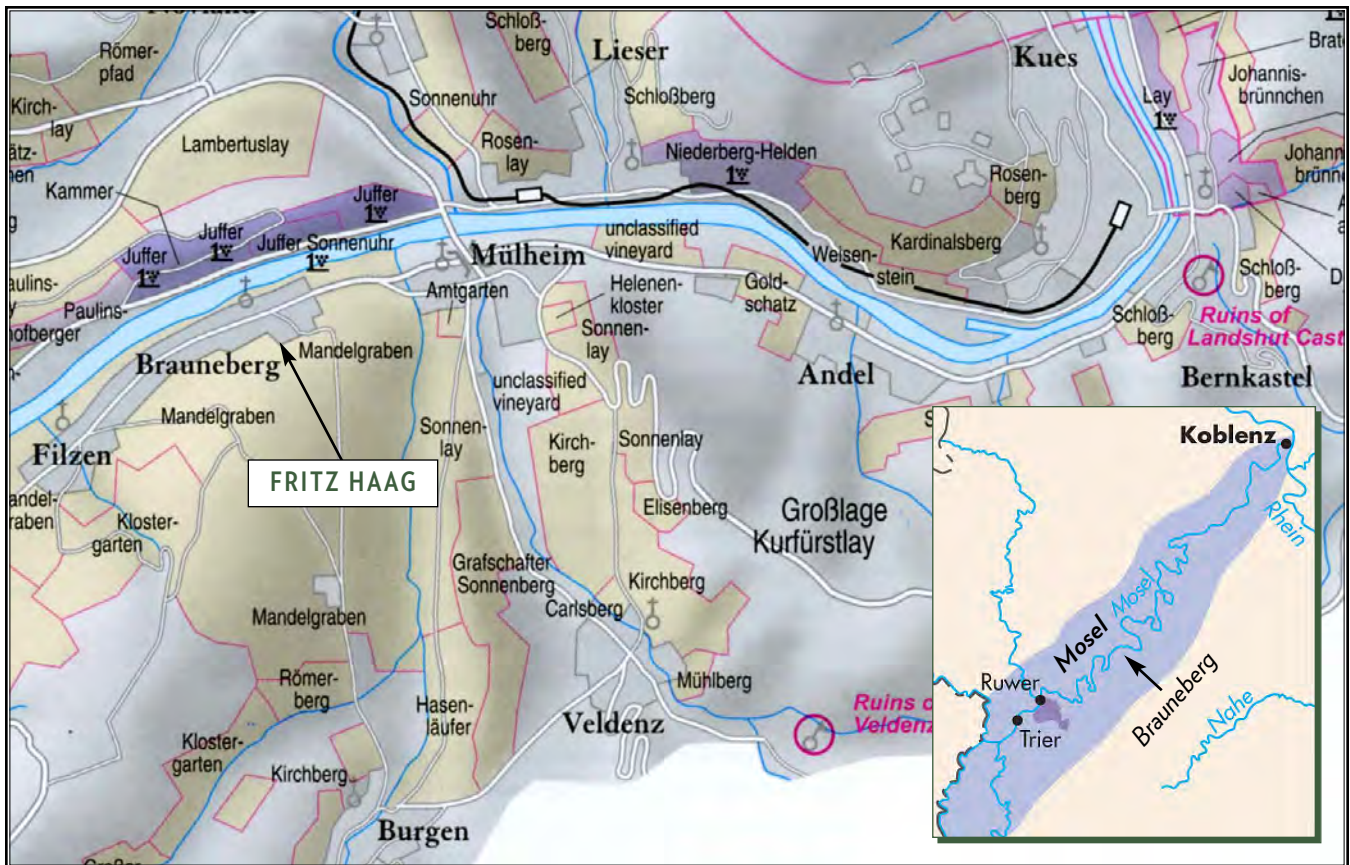 Noviand
Römer-
pfad
Kirch-
lay
Lambertuslay
Kammer
Juffer
1
Juffer
1
Juffer
1
Juffer Sonnenuhr
1
Paulins-
hofberger
Schloß-
berg
Lieser
Sonnenuhr
Rosen-
lay
Schloßberg
Niederberg-Helden
1
Kues
Rosen-
berg
Kardinalsberg
Weisen-
stein
Lay
1
Johannis-
brünnchen
Schloß-
berg
Ruins of
Landshut Cast
Schloß-
berg
Bernkastel
Mülheim
unclassified
vineyard
Helenen-
kloster
Gold-
schatz
Andel
Amtgarten
Sonnen-
lay
Brauneberg
Mandelgraben
Mandelgraben
Filzen
FRITZ HAAG
unclassified
vineyard
Sonnen-
lay
Kirch-
berg
Sonnenlay
Elisenberg
Großlage
Kurfürstlay
Kloster-
garten
Grafschafter
Sonnenberg
Kirchberg
Carlsberg
Mandelgraben
Römer-
berg
Mühlberg
Hasen-
läufer
Veldenz
Ruins o
Veldenz
Kloster-
garten
Kirchberg
Burgen
Koblenz
Rhein
Mosel
Mosel
Ruwer
Trier
Brauneberg
Nahe